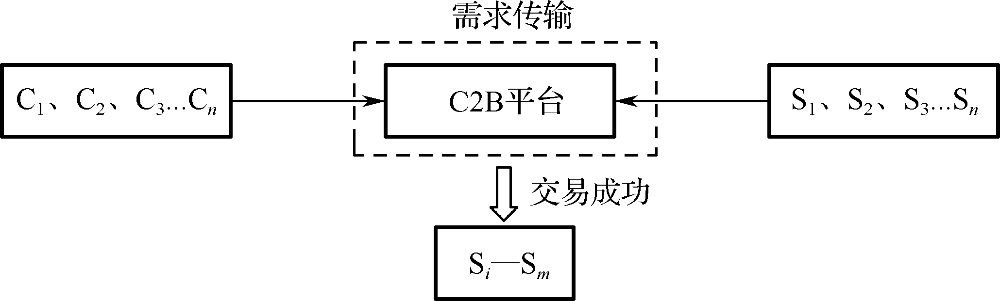 需求传输
C₁、C₂、C₃...Cₙ
C2B平台
S₁、S₂、S₃...Sₙ
交易成功
Sᵢ—Sₘ